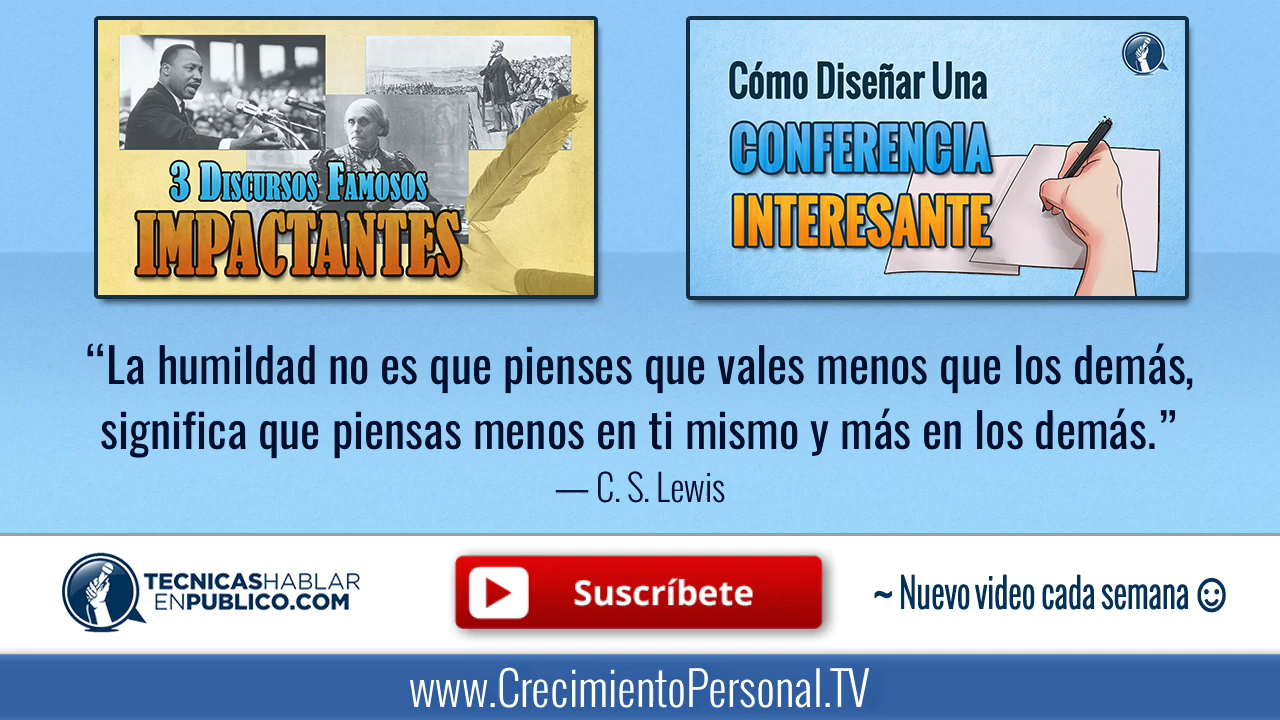 3 Discursos Famosos
IMPACTANTES
Cómo Diseñar Una
CONFERENCIA
INTERESANTE
“La humildad no es que pienses que vales menos que los demás,
significa que piensas menos en ti mismo y más en los demás.”
— C. S. Lewis
TECNICASHABLAR
ENPUBLICO.COM
Suscríbete
~ Nuevo video cada semana ☺
www.CrecimientoPersonal.TV